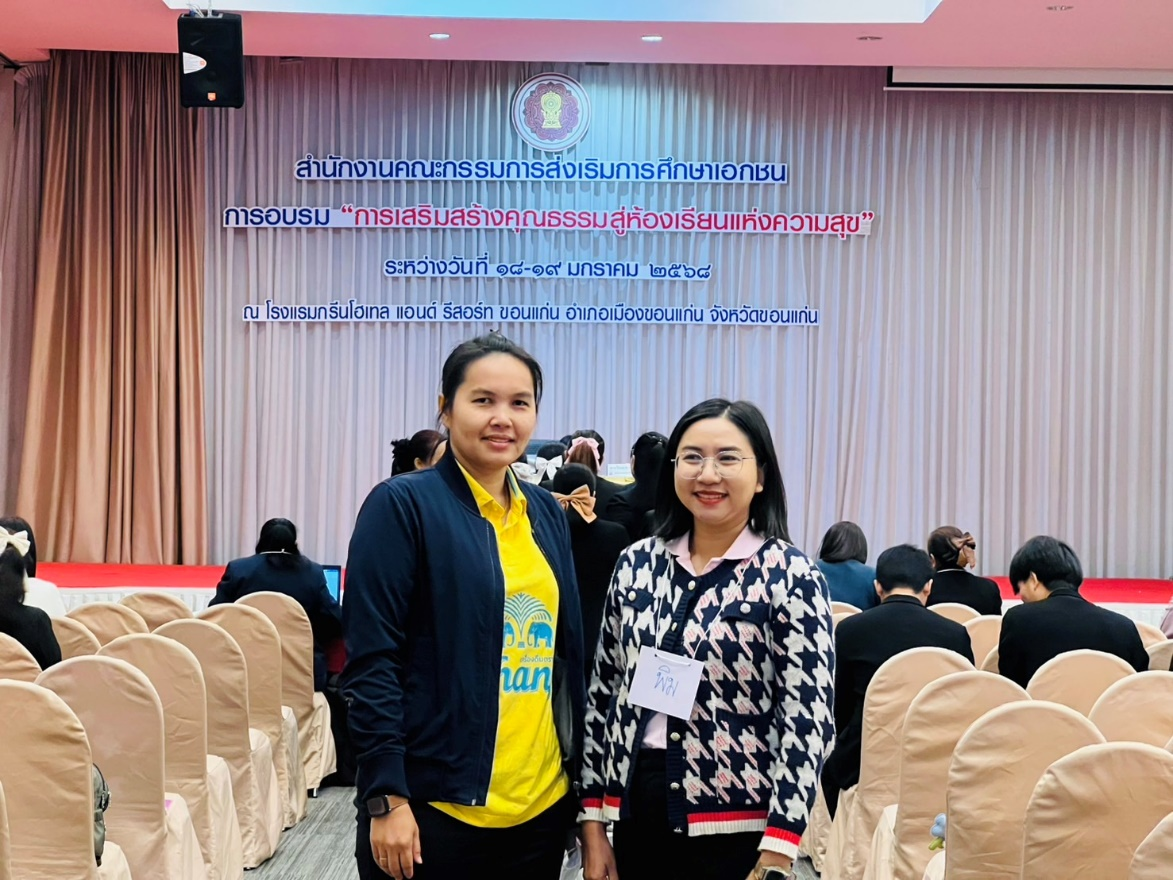 สำนักงานคณะกรรมการส่งเริมการศึกษาเอกชน
การอบรม “การเสริมสร้างคุณธรรมสู่ห้องเรียนแห่งความสุข”
ระหว่างวันที่ ๑๘-๑๙ มกราคม ๒๕๖๘
ณ โรงแรมกรีนโฮเทล แอนด์ รีสอร์ท ขอนแก่น อำเภอเมืองขอนแก่น จังหวัดขอนแก่น
พิม